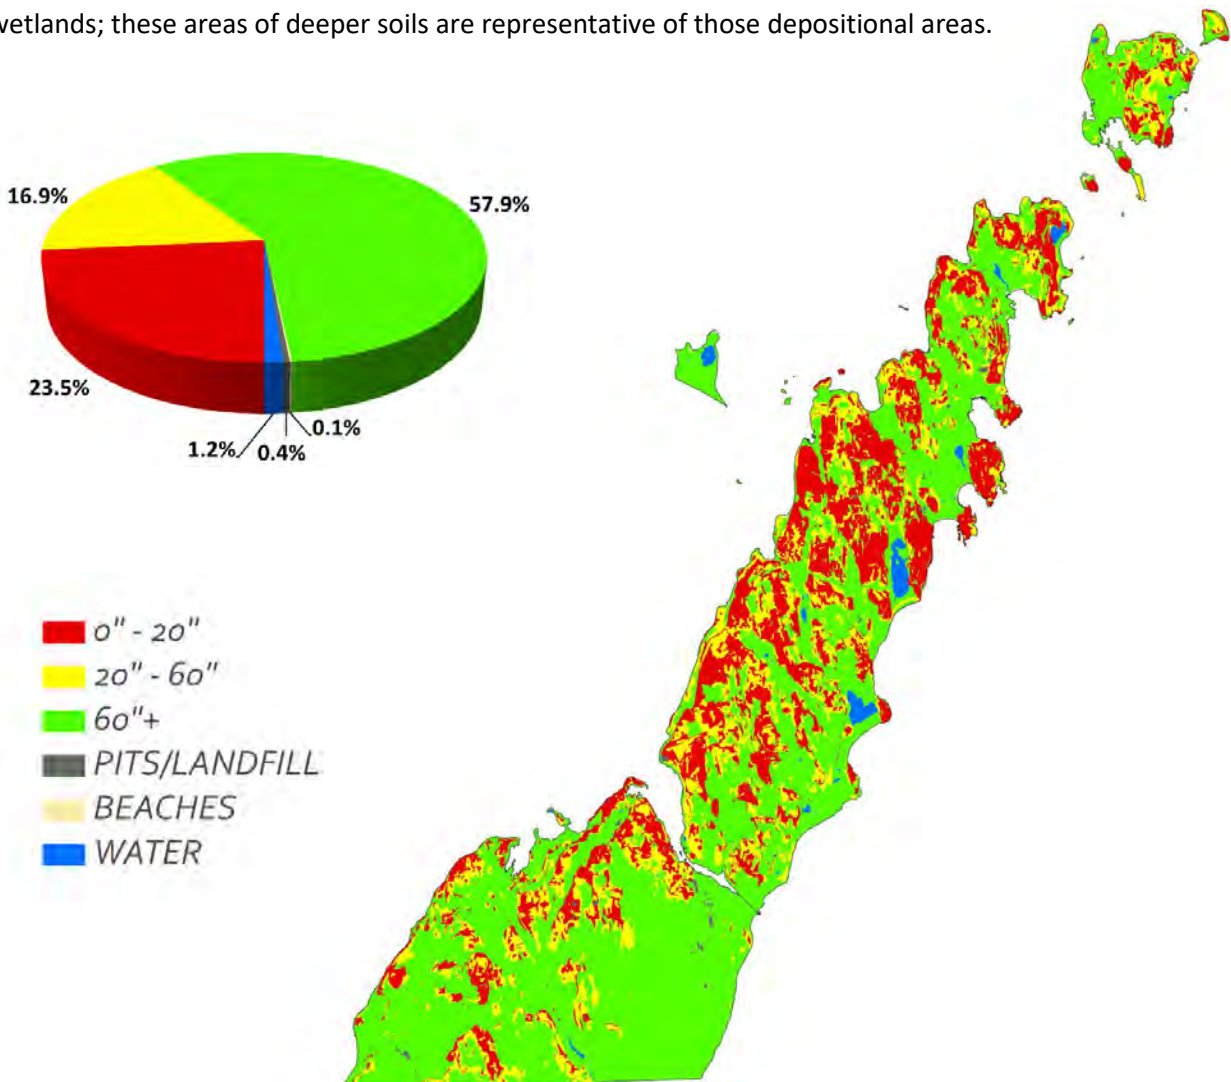 wetlands; these areas of deeper soils are representative of those depositional areas.
16.9%
57.9%
23.5%
0.1%
1.2%
0.4%
0" - 20"
20" - 60"
60"+
PITS/LANDFILL
BEACHES
WATER